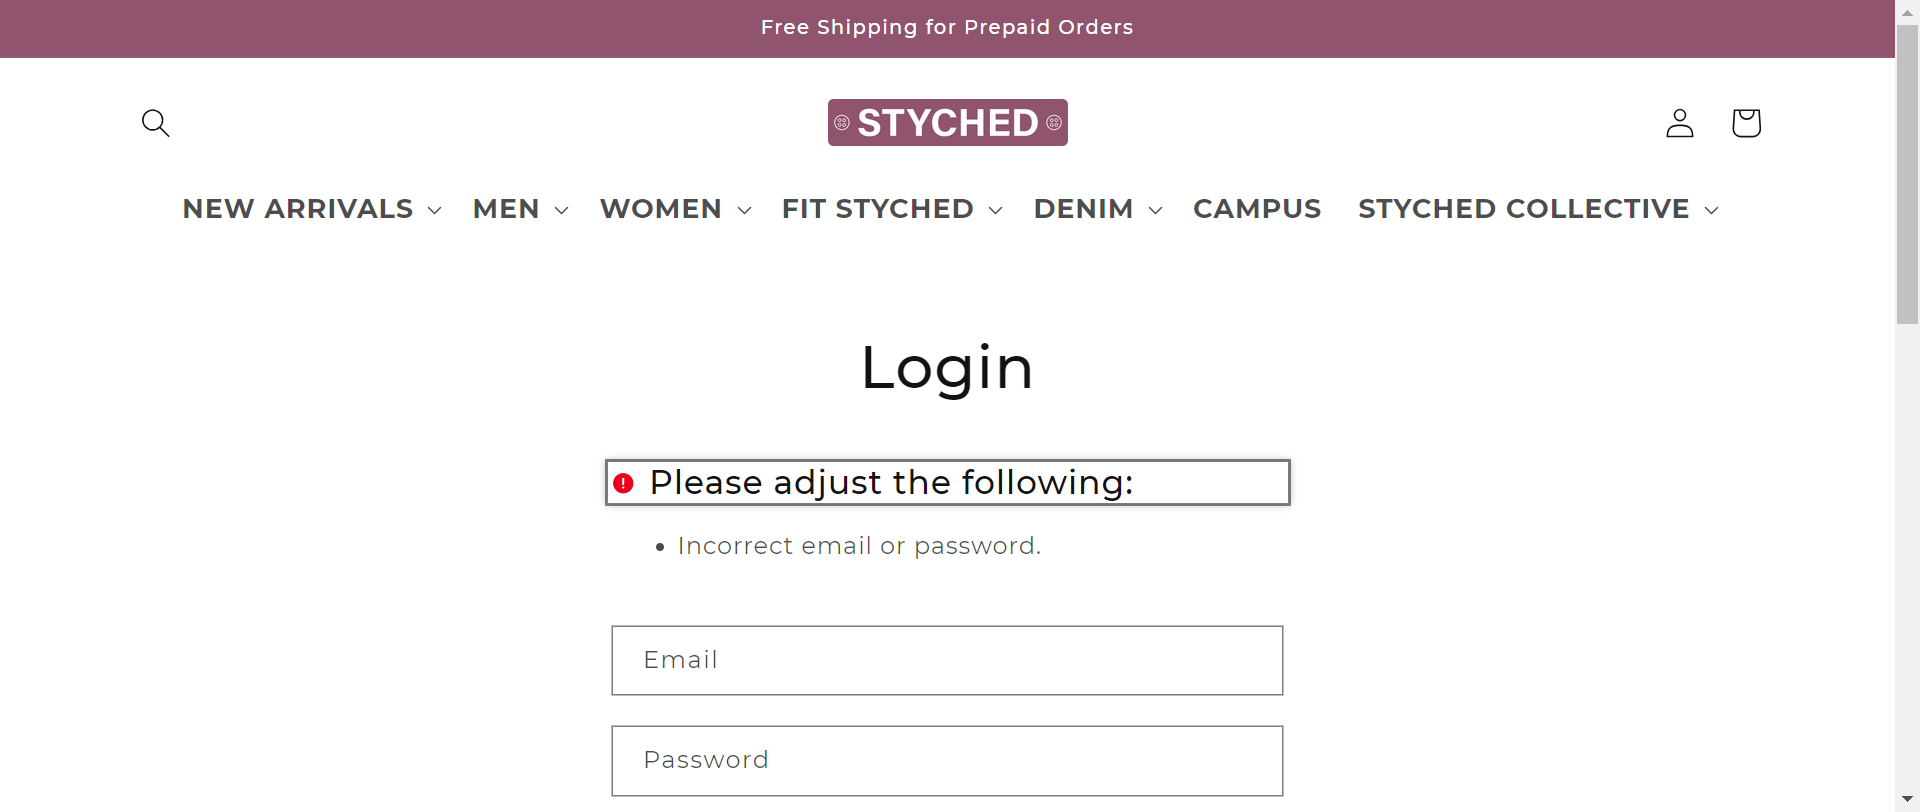 Free Shipping for Prepaid Orders
STYCHED
NEW ARRIVALS MEN WOMEN FIT STYCHED DENIM CAMPUS STYCHED COLLECTIVE
Login
Please adjust the following:
Incorrect email or password.
Email
Password